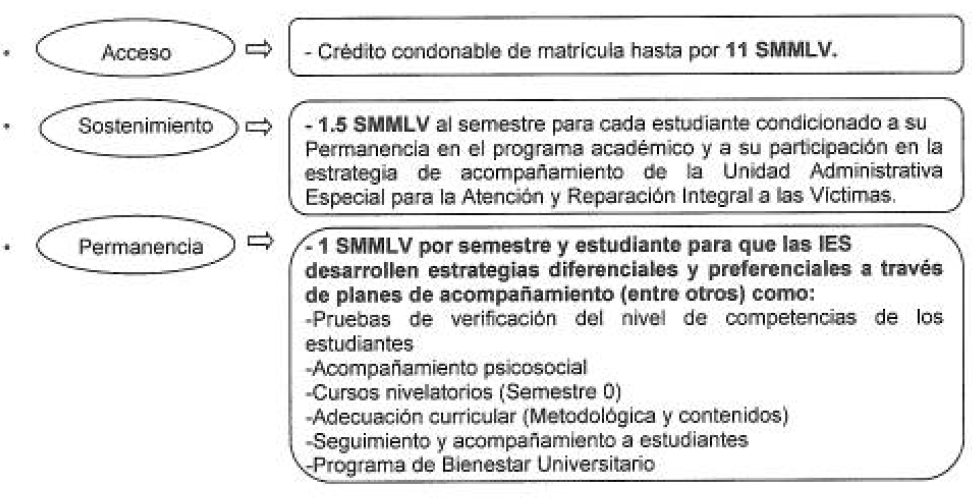 • Acceso
- Crédito condonable de matrícula hasta por 11 SMMLV.
• Sostenimiento
- 1.5 SMMLV al semestre para cada estudiante condicionado a su
Permanencia en el programa académico y a su participación en la
estrategia de acompañamiento de la Unidad Administrativa
Especial para la Atención y Reparación Integral a las Víctimas.
• Permanencia
- 1 SMMLV por semestre y estudiante para que las IES
desarrollen estrategias diferenciales y preferenciales a través
de planes de acompañamiento (entre otros) como:
-Pruebas de verificación del nivel de competencias de los
estudiantes
-Acompañamiento psicosocial
-Cursos nivelatorios (Semestre 0)
-Adecuación curricular (Metodológica y contenidos)
-Seguimiento y acompañamiento a estudiantes
-Programa de Bienestar Universitario